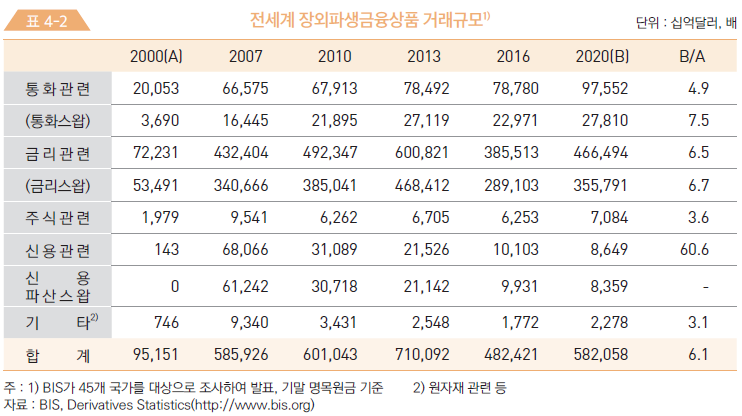 표 4-2 전세계 장외파생금융상품 거래규모1) 단위 : 십억달러, 배
2000(A) 2007 2010 2013 2016 2020(B) B/A
통화관련 20,053 66,575 67,913 78,492 78,780 97,552 4.9
(통화스왑) 3,690 16,445 21,895 27,119 22,971 27,810 7.5
금리관련 72,231 432,404 492,347 600,821 385,513 466,494 6.5
(금리스왑) 53,491 340,666 385,041 468,412 289,103 355,791 6.7
주식관련 1,979 9,541 6,262 6,705 6,253 7,084 3.6
신용관련 143 68,066 31,089 21,526 10,103 8,649 60.6
신 용
파산스왑 0 61,242 30,718 21,142 9,931 8,359 -
기 타2) 746 9,340 3,431 2,548 1,772 2,278 3.1
합 계 95,151 585,926 601,043 710,092 482,421 582,058 6.1
주 : 1) BIS가 45개 국가를 대상으로 조사하여 발표, 기말 명목원금 기준 2) 원자재 관련 등
자료 : BIS, Derivatives Statistics(http://www.bis.org)